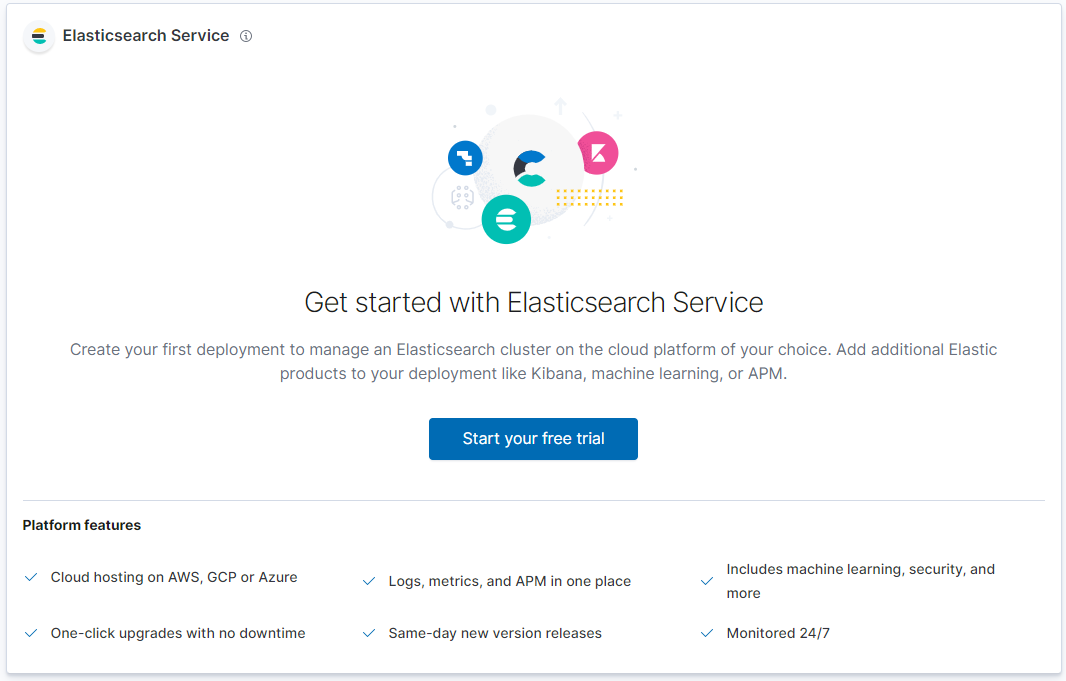 Elasticsearch Service
Get started with Elasticsearch Service
Create your first deployment to manage an Elasticsearch cluster on the cloud platform of your choice. Add additional Elastic
products to your deployment like Kibana, machine learning, or APM.
Start your free trial
Platform features
Cloud hosting on AWS, GCP or Azure
Logs, metrics, and APM in one place
Includes machine learning, security, and
more
One-click upgrades with no downtime
Same-day new version releases
Monitored 24/7